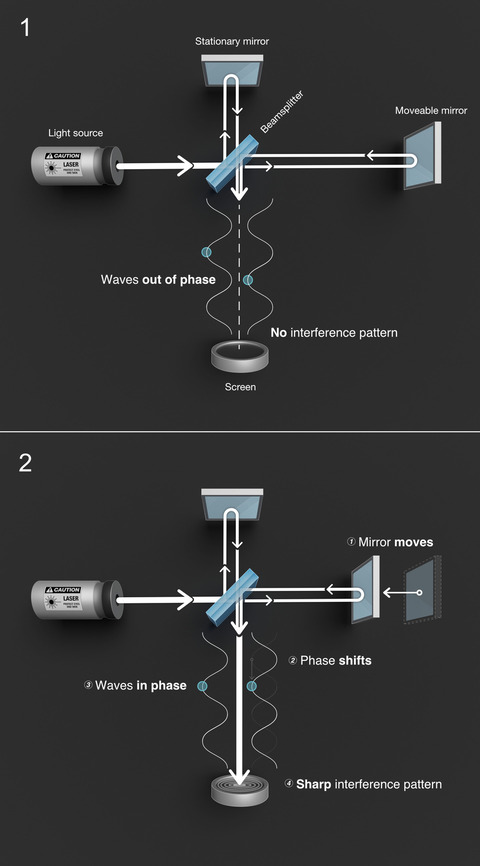 1
Stationary mirror
Beamsplitter
Moveable mirror
Light source
CAUTION
LASER
Waves out of phase
No interference pattern
Screen
2
① Mirror moves
CAUTION
LASER
② Phase shifts
③ Waves in phase
④ Sharp interference pattern